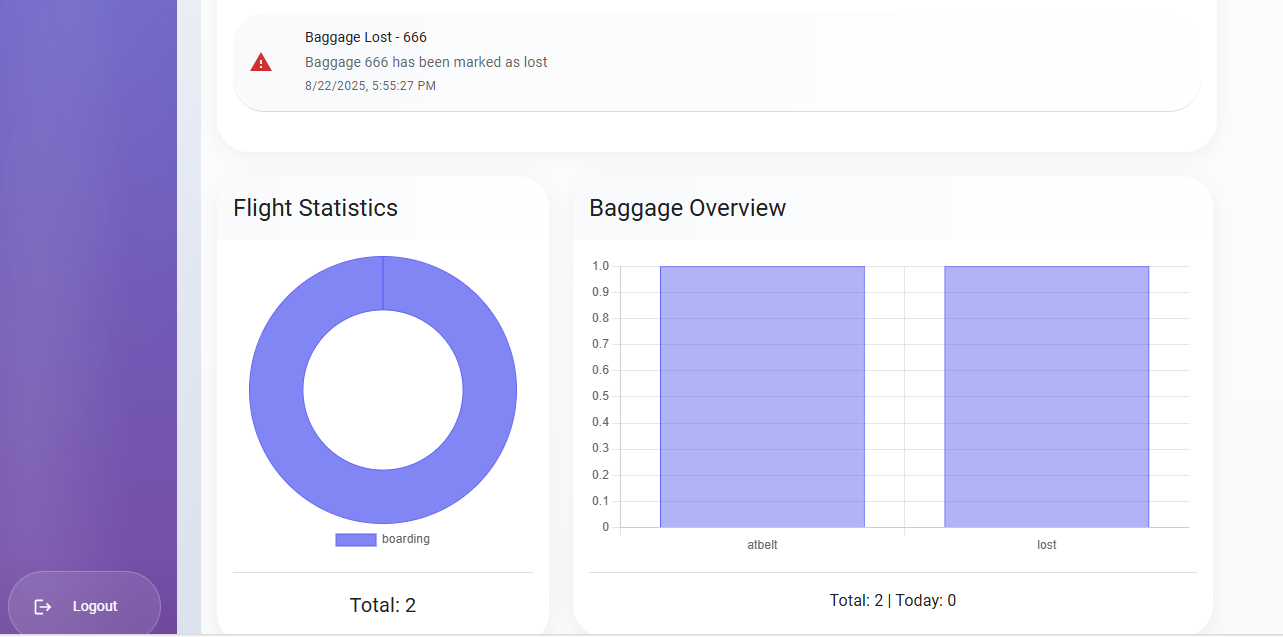 Baggage Lost - 666
Baggage 666 has been marked as lost
8/22/2025, 5:55:27 PM
Flight Statistics
boarding
Total: 2
Baggage Overview
1.0
0.9
0.8
0.7
0.6
0.5
0.4
0.3
0.2
0.1
0
atbelt lost
Total: 2 | Today: 0
Logout